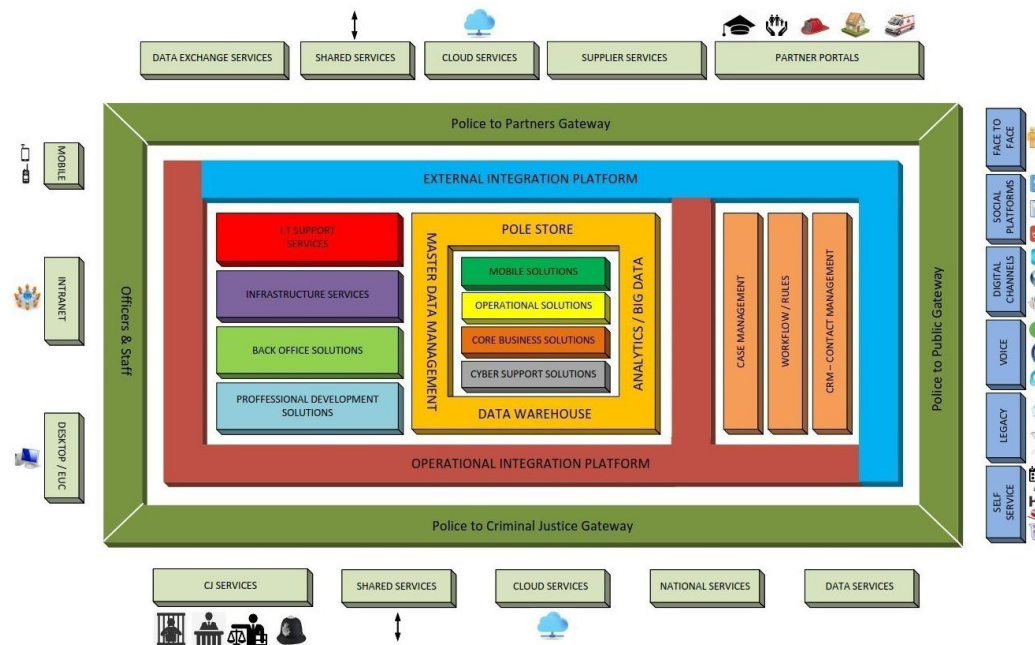 DATA EXCHANGE SERVICES
SHARED SERVICES
CLOUD SERVICES
SUPPLIER SERVICES
PARTNER PORTALS
Police to Partners Gateway
MOBILE
INTRANET
DESKTOP / EUC
Officers & Staff
EXTERNAL INTEGRATION PLATFORM
I.T SUPPORT
SERVICES
INFRASTRUCTURE SERVICES
BACK OFFICE SOLUTIONS
PROFFESSIONAL DEVELOPMENT
SOLUTIONS
MASTER DATA MANAGEMENT
POLE STORE
MOBILE SOLUTIONS
OPERATIONAL SOLUTIONS
CORE BUSINESS SOLUTIONS
CYBER SUPPORT SOLUTIONS
DATA WAREHOUSE
ANALYTICS / BIG DATA
CASE MANAGEMENT
WORKFLOW / RULES
CRM – CONTACT MANAGEMENT
OPERATIONAL INTEGRATION PLATFORM
Police to Public Gateway
FACE TO
FACE
SOCIAL
PLATFORMS
DIGITAL
CHANNELS
VOICE
LEGACY
SELF
SERVICE
Police to Criminal Justice Gateway
CJ SERVICES
SHARED SERVICES
CLOUD SERVICES
NATIONAL SERVICES
DATA SERVICES